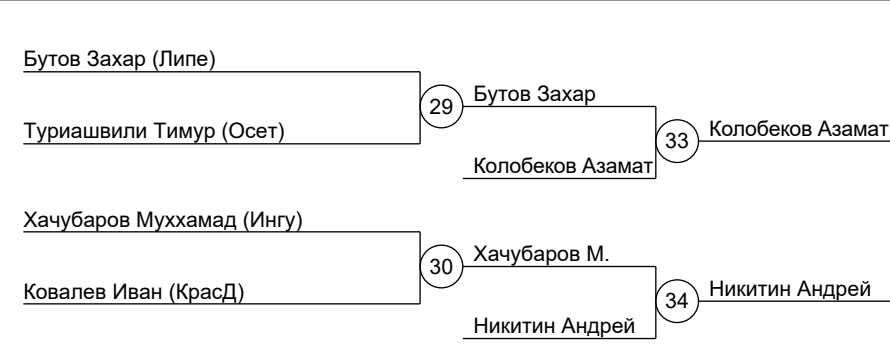 Бутов Захар (Липе)
29
Бутов Захар
Туриашвили Тимур (Осет)
33
Колобеков Азамат
Колобеков Азамат
Хачубаров Муххамад (Ингу)
30
Хачубаров М.
Ковалев Иван (КрасД)
34
Никитин Андрей
Никитин Андрей